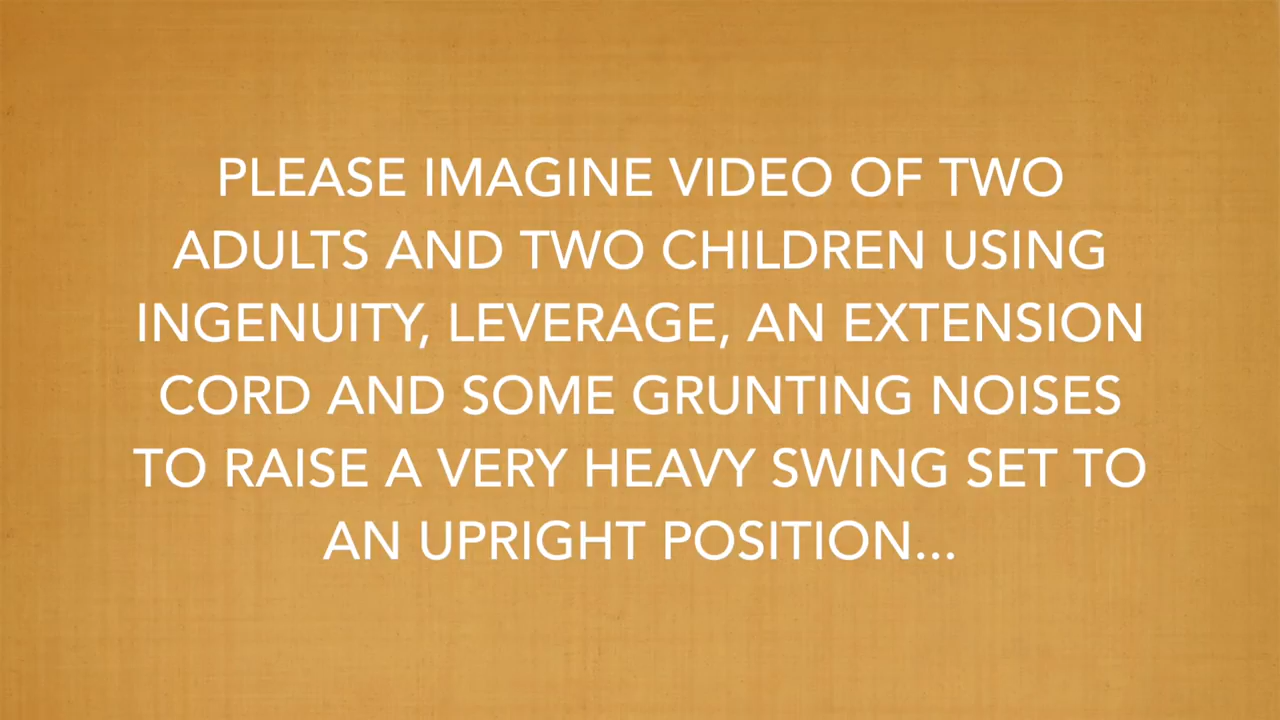 PLEASE IMAGINE VIDEO OF TWO
ADULTS AND TWO CHILDREN USING
INGENUITY, LEVERAGE, AN EXTENSION
CORD AND SOME GRUNTING NOISES
TO RAISE A VERY HEAVY SWING SET TO
AN UPRIGHT POSITION...